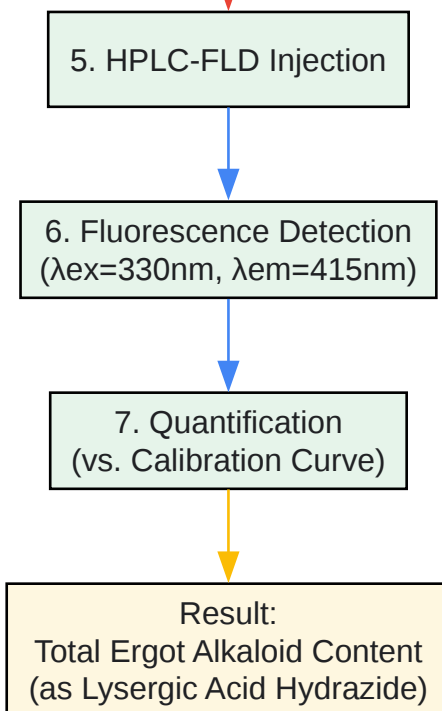 5. HPLC-FLD Injection
6. Fluorescence Detection
(λex=330nm, λem=415nm)
7. Quantification
(vs. Calibration Curve)
Result:
Total Ergot Alkaloid Content
(as Lysergic Acid Hydrazide)